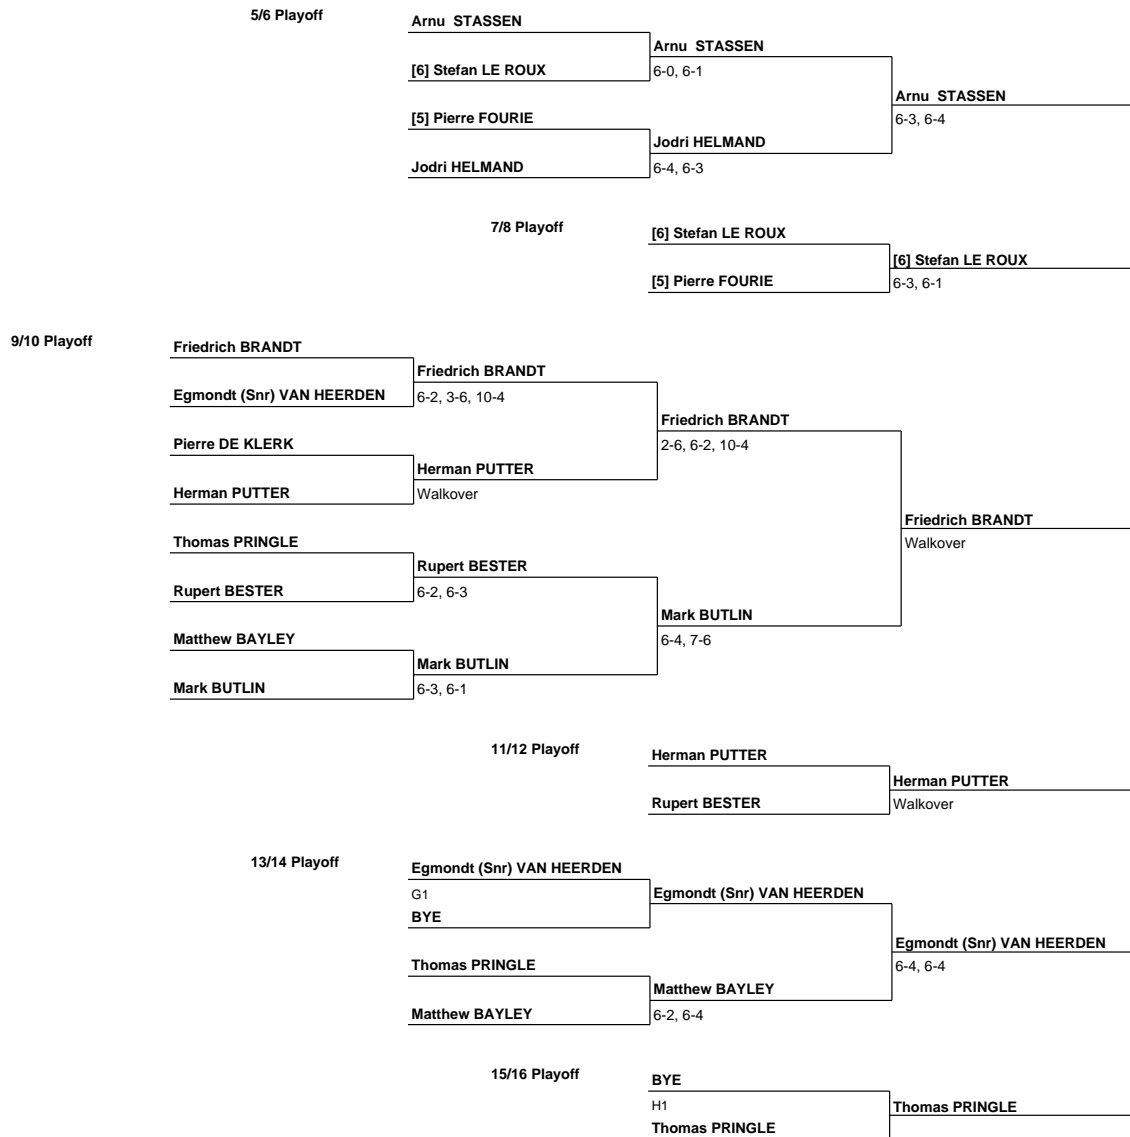 5/6 Playoff
Arnu  STASSEN
Arnu  STASSEN
[6] Stefan LE ROUX
6-0, 6-1
Arnu  STASSEN
[5] Pierre FOURIE
6-3, 6-4
Jodri HELMAND
Jodri HELMAND
6-4, 6-3
7/8 Playoff
[6] Stefan LE ROUX
[6] Stefan LE ROUX
[5] Pierre FOURIE
6-3, 6-1
9/10 Playoff
Friedrich BRANDT
Friedrich BRANDT
Egmondt (Snr) VAN HEERDEN
6-2, 3-6, 10-4
Friedrich BRANDT
Pierre DE KLERK
2-6, 6-2, 10-4
Herman PUTTER
Herman PUTTER
Walkover
Friedrich BRANDT
Thomas PRINGLE
Walkover
Rupert BESTER
Rupert BESTER
6-2, 6-3
Mark BUTLIN
Matthew BAYLEY
6-4, 7-6
Mark BUTLIN
Mark BUTLIN
6-3, 6-1
11/12 Playoff
Herman PUTTER
Herman PUTTER
Rupert BESTER
Walkover
13/14 Playoff
Egmondt (Snr) VAN HEERDEN
G1
Egmondt (Snr) VAN HEERDEN
BYE
Egmondt (Snr) VAN HEERDEN
Thomas PRINGLE
6-4, 6-4
Matthew BAYLEY
Matthew BAYLEY
6-2, 6-4
15/16 Playoff
BYE
H1
Thomas PRINGLE
Thomas PRINGLE